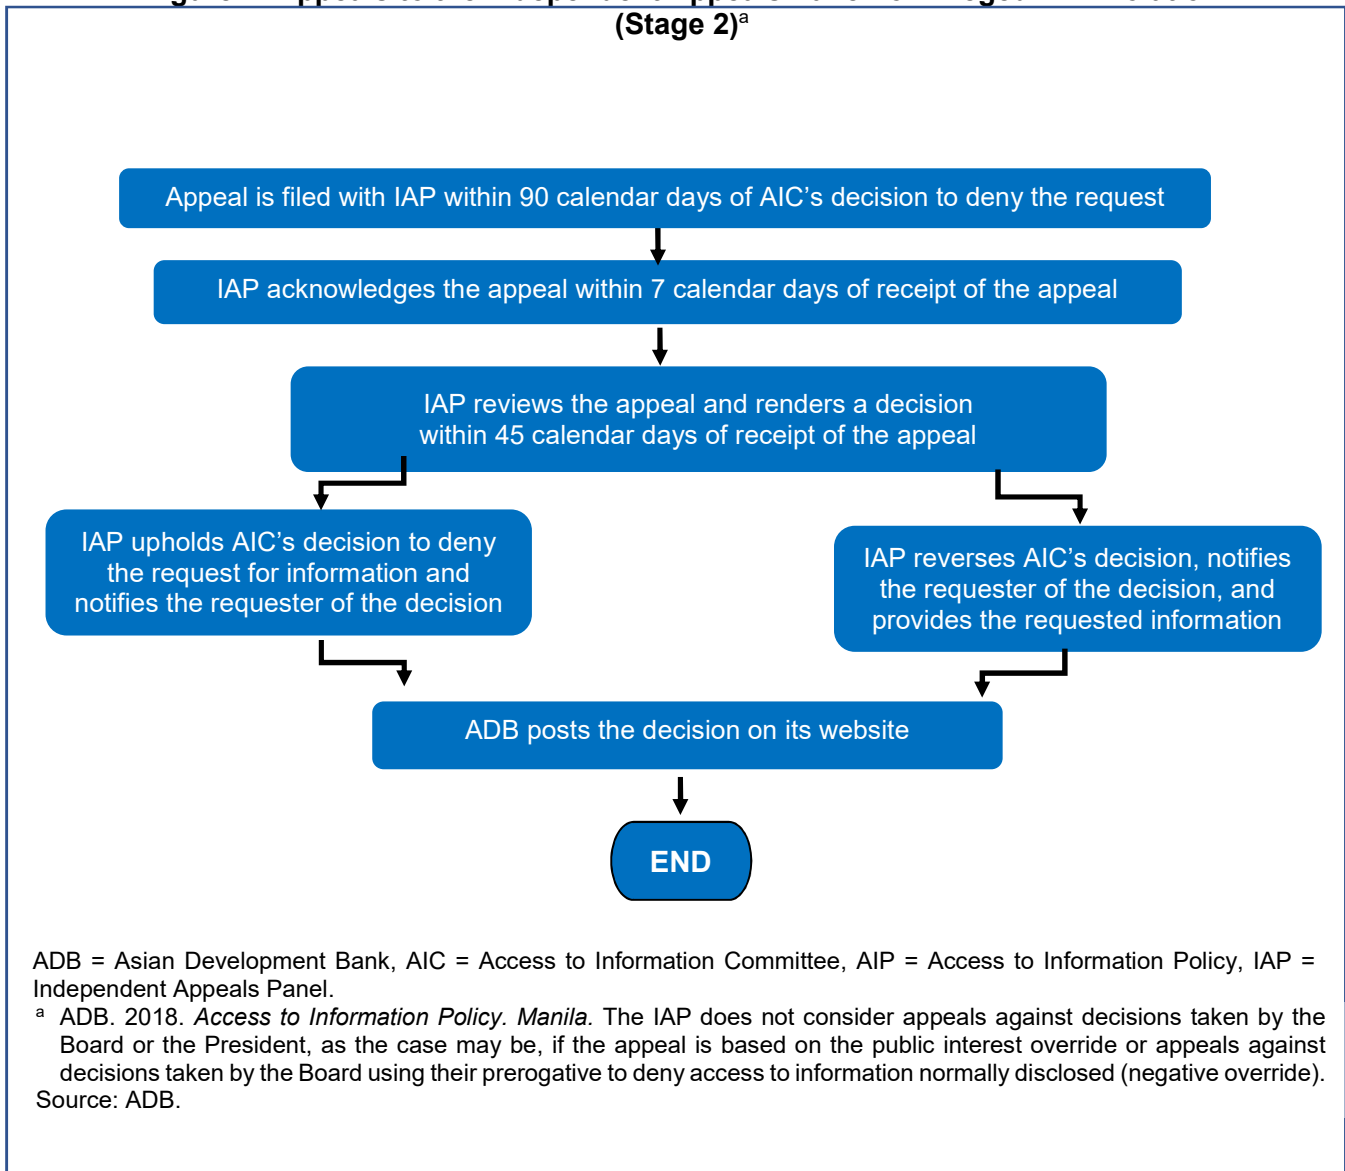 (Stage 2)a
Appeal is filed with IAP within 90 calendar days of AIC’s decision to deny the request
IAP acknowledges the appeal within 7 calendar days of receipt of the appeal
IAP reviews the appeal and renders a decision
within 45 calendar days of receipt of the appeal
IAP upholds AIC’s decision to deny
the request for information and
notifies the requester of the decision
IAP reverses AIC’s decision, notifies
the requester of the decision, and
provides the requested information
ADB posts the decision on its website
END
ADB = Asian Development Bank, AIC = Access to Information Committee, AIP = Access to Information Policy, IAP =
Independent Appeals Panel.
a ADB. 2018. Access to Information Policy. Manila. The IAP does not consider appeals against decisions taken by the
Board or the President, as the case may be, if the appeal is based on the public interest override or appeals against
decisions taken by the Board using their prerogative to deny access to information normally disclosed (negative override).
Source: ADB.